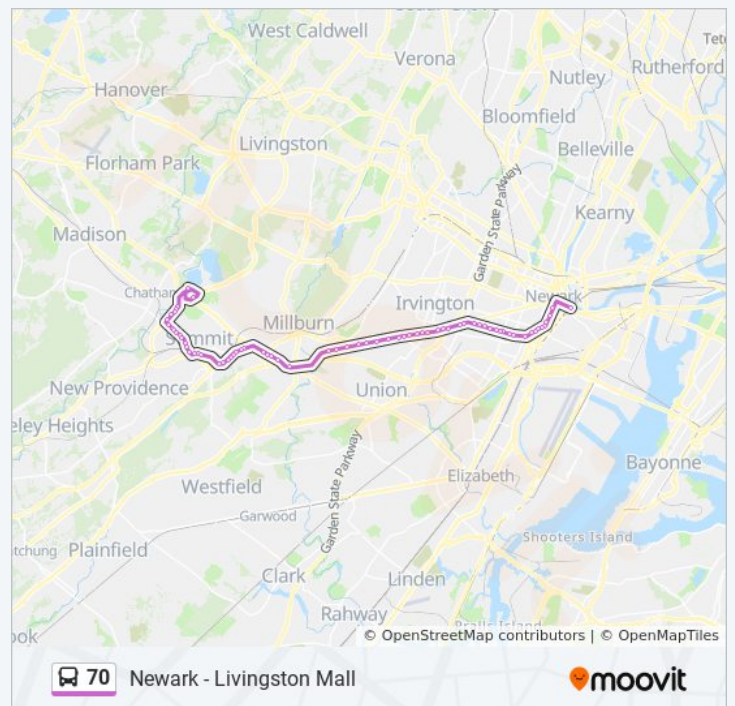 West Caldwell
Verona
Rutherford
Hanover
Nutley
Bloomfield
Livingston
Belleville
Florham Park
Garden State Parkway
Kearny
Madison
Chatham
Newark
Irvington
Summit
Millburn
New Providence
Union
eley Heights
Bayonne
Elizabeth
Westfield
Garden State Parkway
Garwood
Shooters Island
tchung
Plainfield
Clark
Linden
Rahway
© OpenStreetMap contributors | © OpenMapTiles
70
Newark - Livingston Mall
moovit